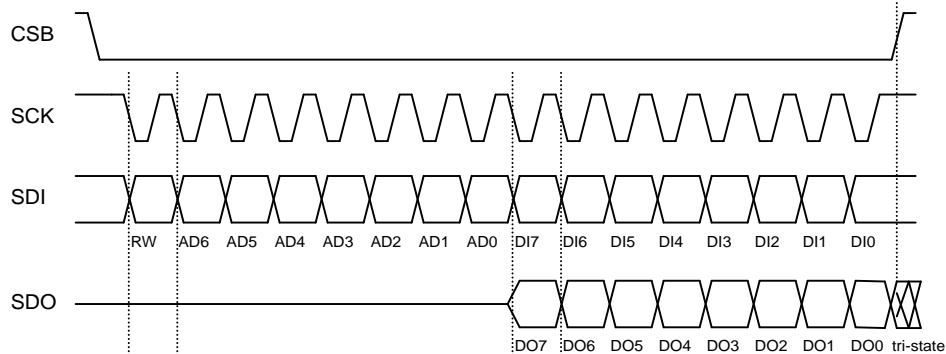 CSB
SCK
SDI
RW AD6 AD5 AD4 AD3 AD2 AD1 AD0 DI7 DI6 DI5 DI4 DI3 DI2 DI1 DI0
SDO
DO7 DO6 DO5 DO4 DO3 DO2 DO1 DO0 tri-state